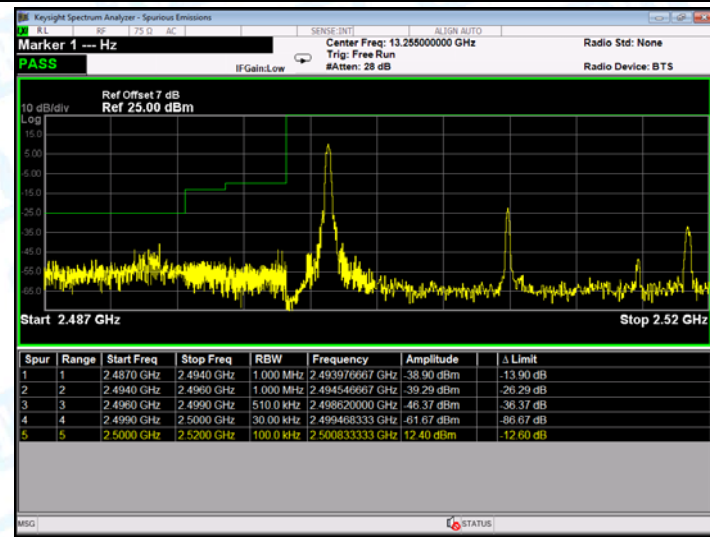 Keysight Spectrum Analyzer - Spurious Emissions
RL RF 75 Ω AC SENSE:INT ALIGN AUTO
Marker 1 --- Hz
Center Freq: 13.255000000 GHz
Radio Std: None
Trig: Free Run
PASS
IFGain:Low
#Atten: 28 dB
Radio Device: BTS
Ref Offset 7 dB
10 dB/div Ref 25.00 dBm
Log
15.0
5.00
-5.00
-15.0
-25.0
-35.0
-45.0
-55.0
-65.0
Start 2.487 GHz Stop 2.52 GHz
Spur Range Start Freq Stop Freq RBW Frequency Amplitude Δ Limit
1 1 2.4870 GHz 2.4940 GHz 1.000 MHz 2.493976667 GHz -38.90 dBm -13.90 dB
2 2 2.4940 GHz 2.4960 GHz 1.000 MHz 2.494546667 GHz -39.29 dBm -26.29 dB
3 3 2.4960 GHz 2.4990 GHz 510.0 kHz 2.498620000 GHz -46.37 dBm -36.37 dB
4 4 2.4990 GHz 2.5000 GHz 30.00 kHz 2.499468333 GHz -61.67 dBm -86.67 dB
5 5 2.5000 GHz 2.5200 GHz 100.0 kHz 2.500833333 GHz 12.40 dBm -12.60 dB
MSG STATUS